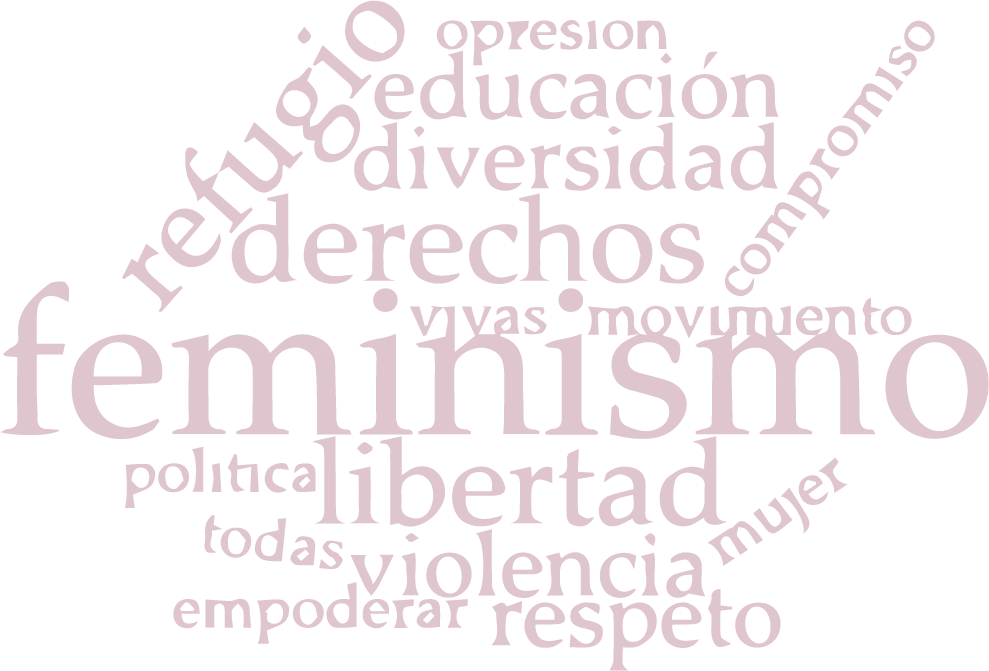 refugio
opresion
educación
diversidad
compromiso
derechos
vivas
movimiento
feminismo
politica
libertad
mujer
todas
violencia
empoderar
respeto